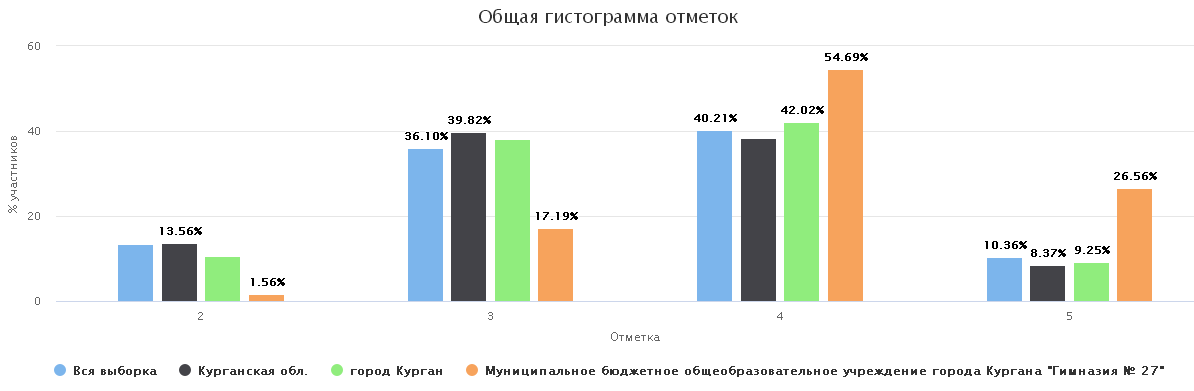 Общая гистограмма отметок
% участников
60
40
20
0
13.56%
1.56%
36.10%
39.82%
17.19%
40.21%
42.02%
54.69%
10.36%
8.37%
9.25%
26.56%
2
3
4
5
Отметка
Вся выборка
Курганская обл.
город Курган
Муниципальное бюджетное общеобразовательное учреждение города Кургана "Гимназия № 27"